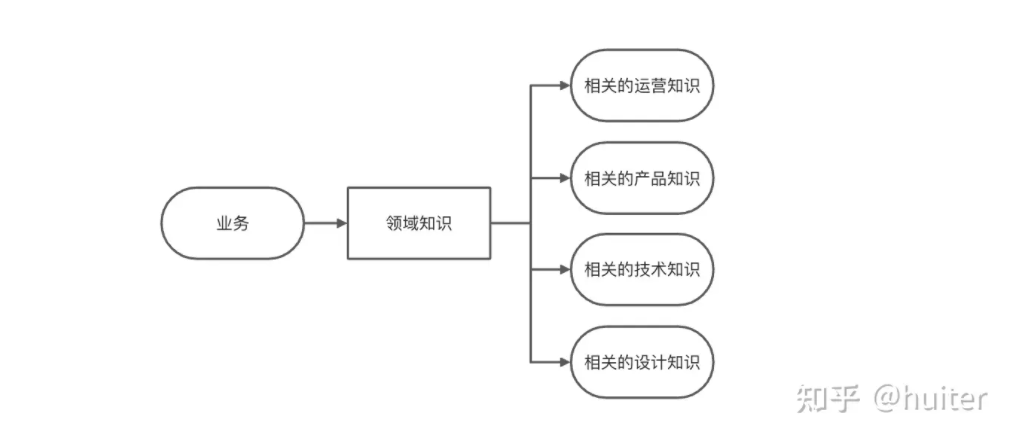 相关的运营知识
相关的产品知识
业务
领域知识
相关的技术知识
相关的设计知识
知乎 @huiter